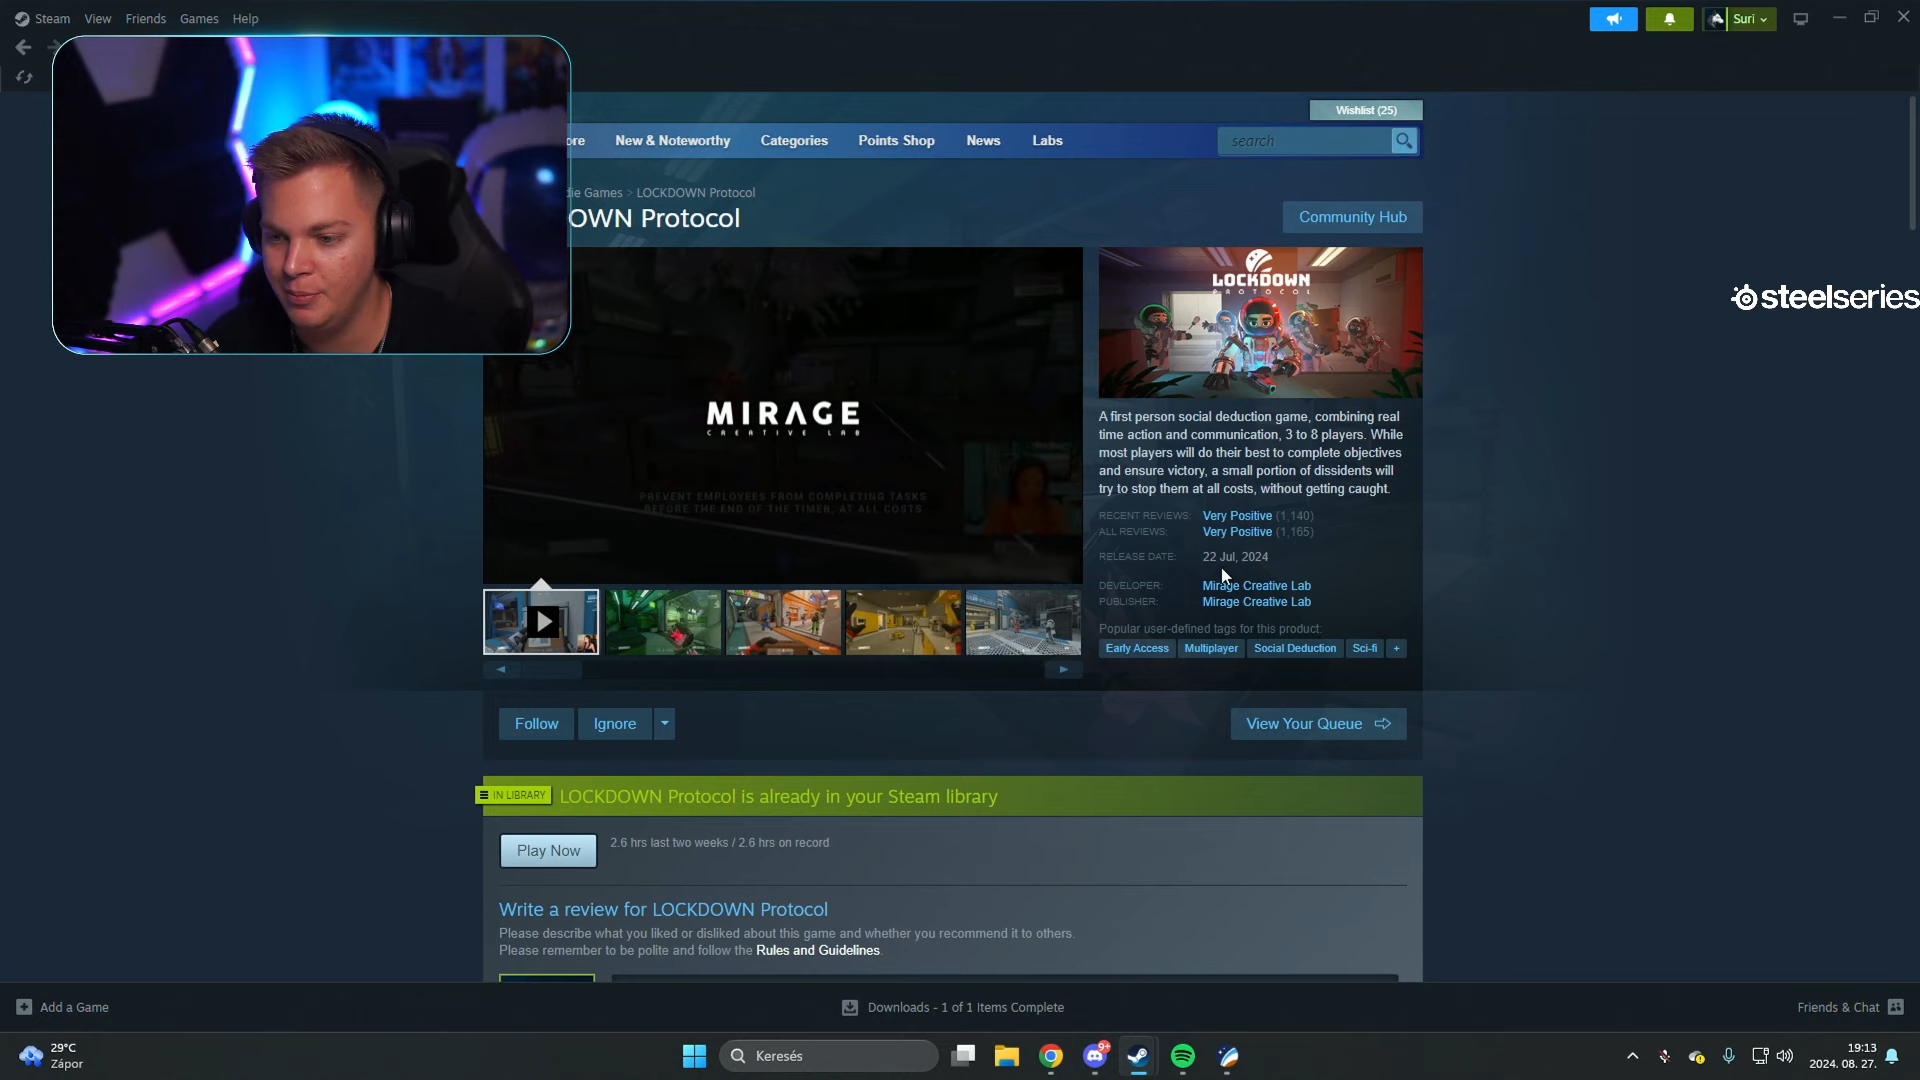 Steam View Friends Games Help
Suri
Wishlist (25)
ore New & Noteworthy Categories Points Shop News Labs
search
die Games > LOCKDOWN Protocol
OWN Protocol
Community Hub
MIRAGE
CREATIVE LAB
PREVENT EMPLOYEES FROM COMPLETING TASKS
BEFORE THE END OF THE TIMER, AT ALL COSTS
LOCKDOWN
PROTOCOL
steelseries
A first person social deduction game, combining real
time action and communication, 3 to 8 players. While
most players will do their best to complete objectives
and ensure victory, a small portion of dissidents will
try to stop them at all costs, without getting caught.
RECENT REVIEWS: Very Positive (1,140)
ALL REVIEWS: Very Positive (1,165)
RELEASE DATE: 22 Jul, 2024
DEVELOPER: Mirage Creative Lab
PUBLISHER: Mirage Creative Lab
Popular user-defined tags for this product:
Early Access Multiplayer Social Deduction Sci-fi +
Follow Ignore
View Your Queue
IN LIBRARY LOCKDOWN Protocol is already in your Steam library
Play Now 2.6 hrs last two weeks / 2.6 hrs on record
Write a review for LOCKDOWN Protocol
Please describe what you liked or disliked about this game and whether you recommend it to others.
Please remember to be polite and follow the Rules and Guidelines.
Add a Game Downloads - 1 of 1 Items Complete Friends & Chat
29°C
Zápor
Keresés
9+
19:13
2024. 08. 27.